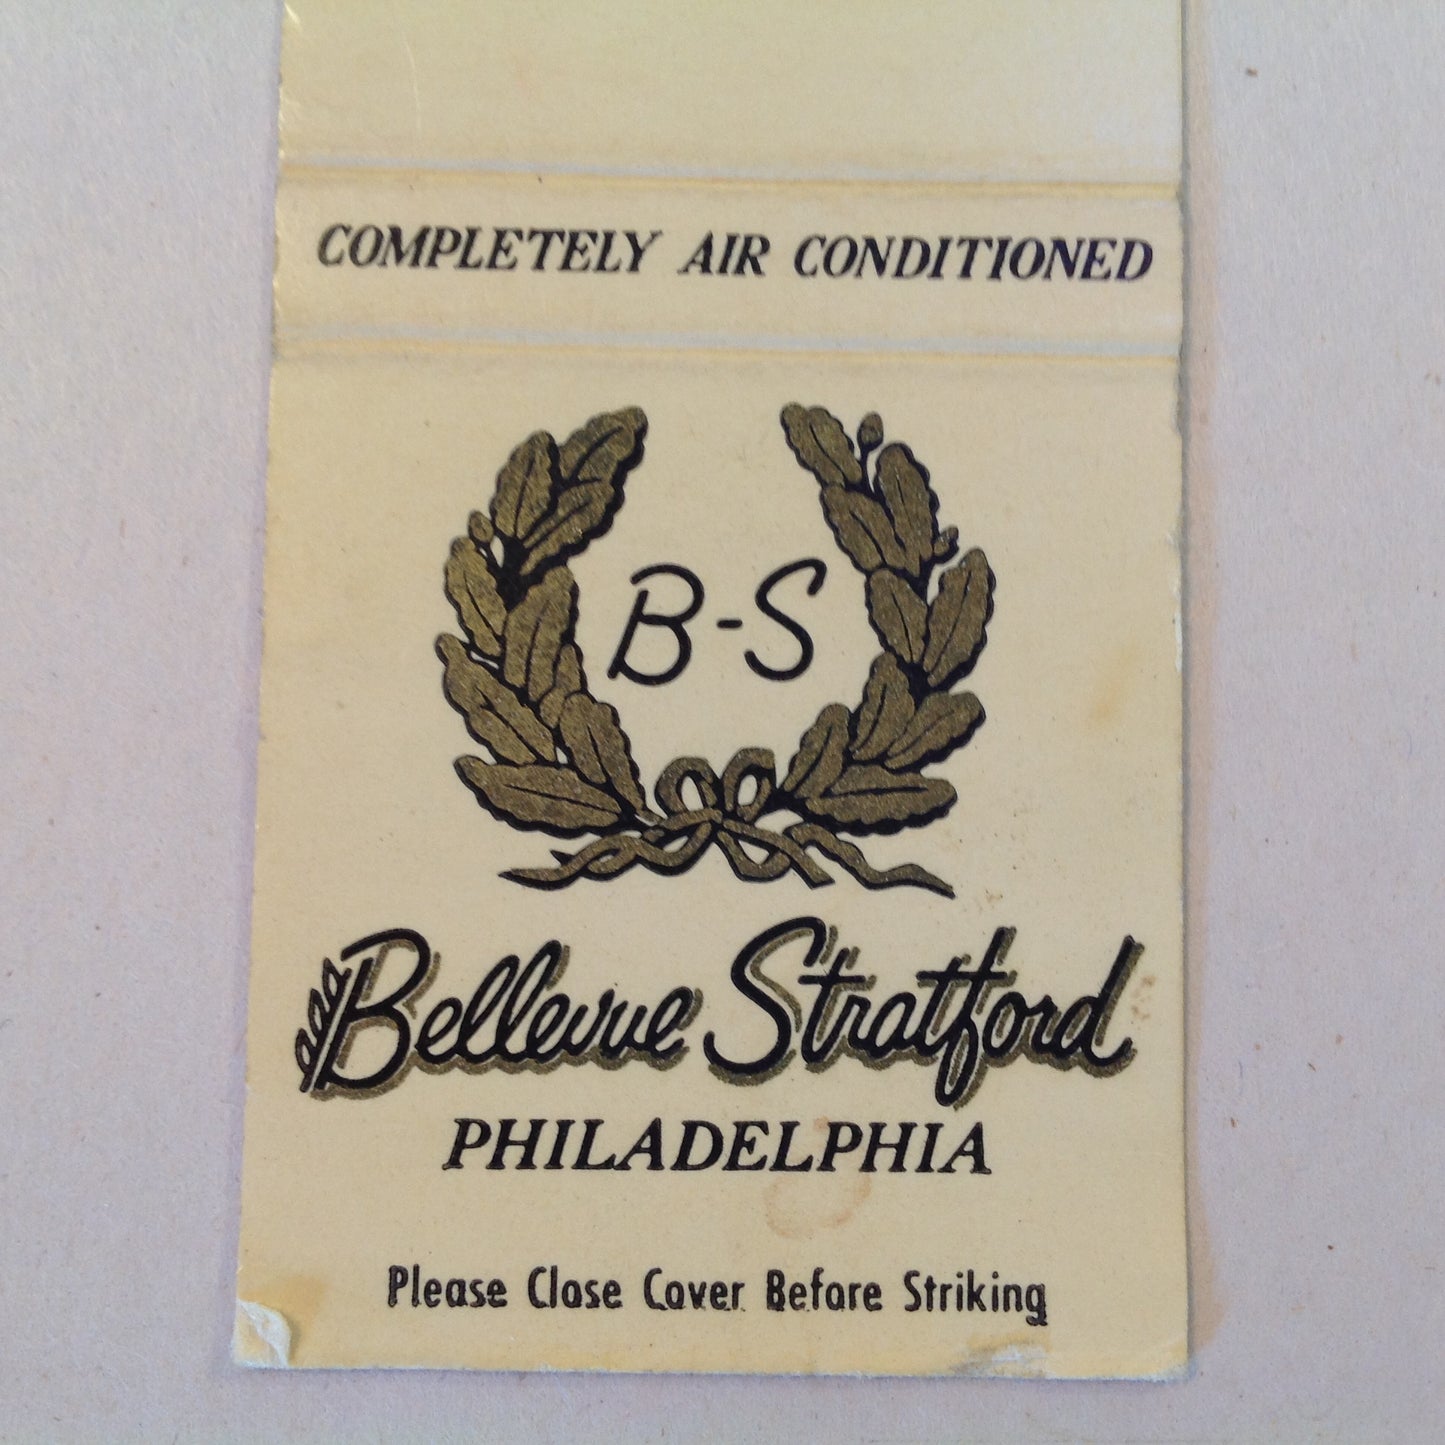 COMPLETELY AIR CONDITIONED
B-S
Bellevue Stratford
PHILADELPHIA
Please Close Cover Before Striking